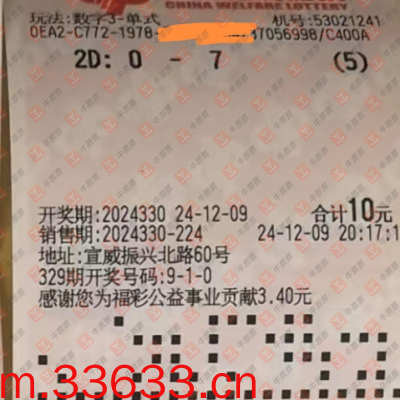 CHINA WELFARE LOTTERY
玩法:数字3-单式 机号:53021241
0EA2-C772-1978- 47056998/C400A
2D: 0 - 7 (5)
开奖期:2024330 24-12-09 合计10元
销售期:2024330-224 24-12-09 20:17:1
地址:宣威振兴北路60号
329期开奖号码:9-1-0
感谢您为福彩公益事业贡献3.40元
m.33633.cn